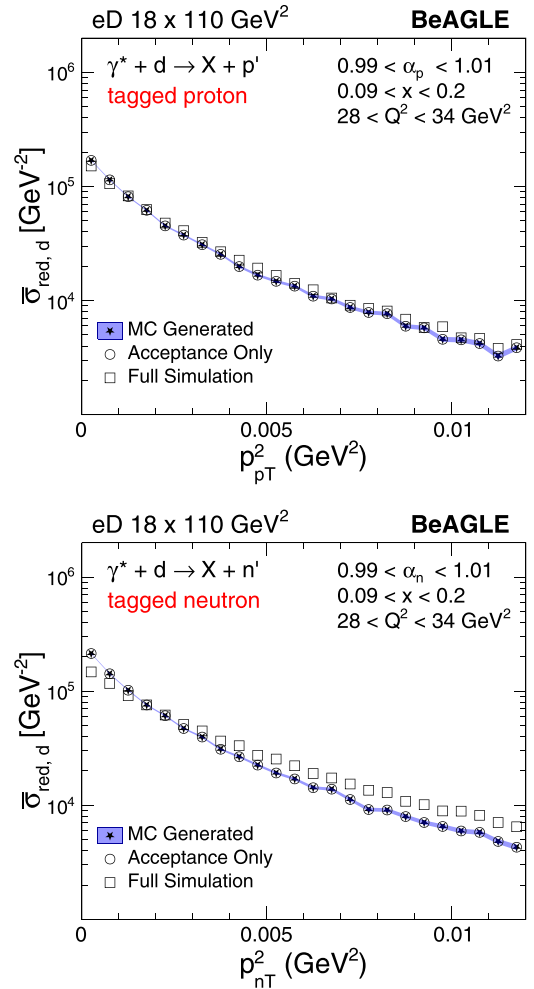 eD 18 x 110 GeV² BeAGLE
γ* + d → X + p'
tagged proton
0.99 < αₚ < 1.01
0.09 < x < 0.2
28 < Q² < 34 GeV²
10⁶
10⁵
10⁴
σ̅ red, d [GeV⁻²]
MC Generated
Acceptance Only
Full Simulation
0 0.005 0.01
p²pT (GeV²)
eD 18 x 110 GeV² BeAGLE
γ* + d → X + n'
tagged neutron
0.99 < αₙ < 1.01
0.09 < x < 0.2
28 < Q² < 34 GeV²
10⁶
10⁵
10⁴
σ̅ red, d [GeV⁻²]
MC Generated
Acceptance Only
Full Simulation
0 0.005 0.01
p²nT (GeV²)